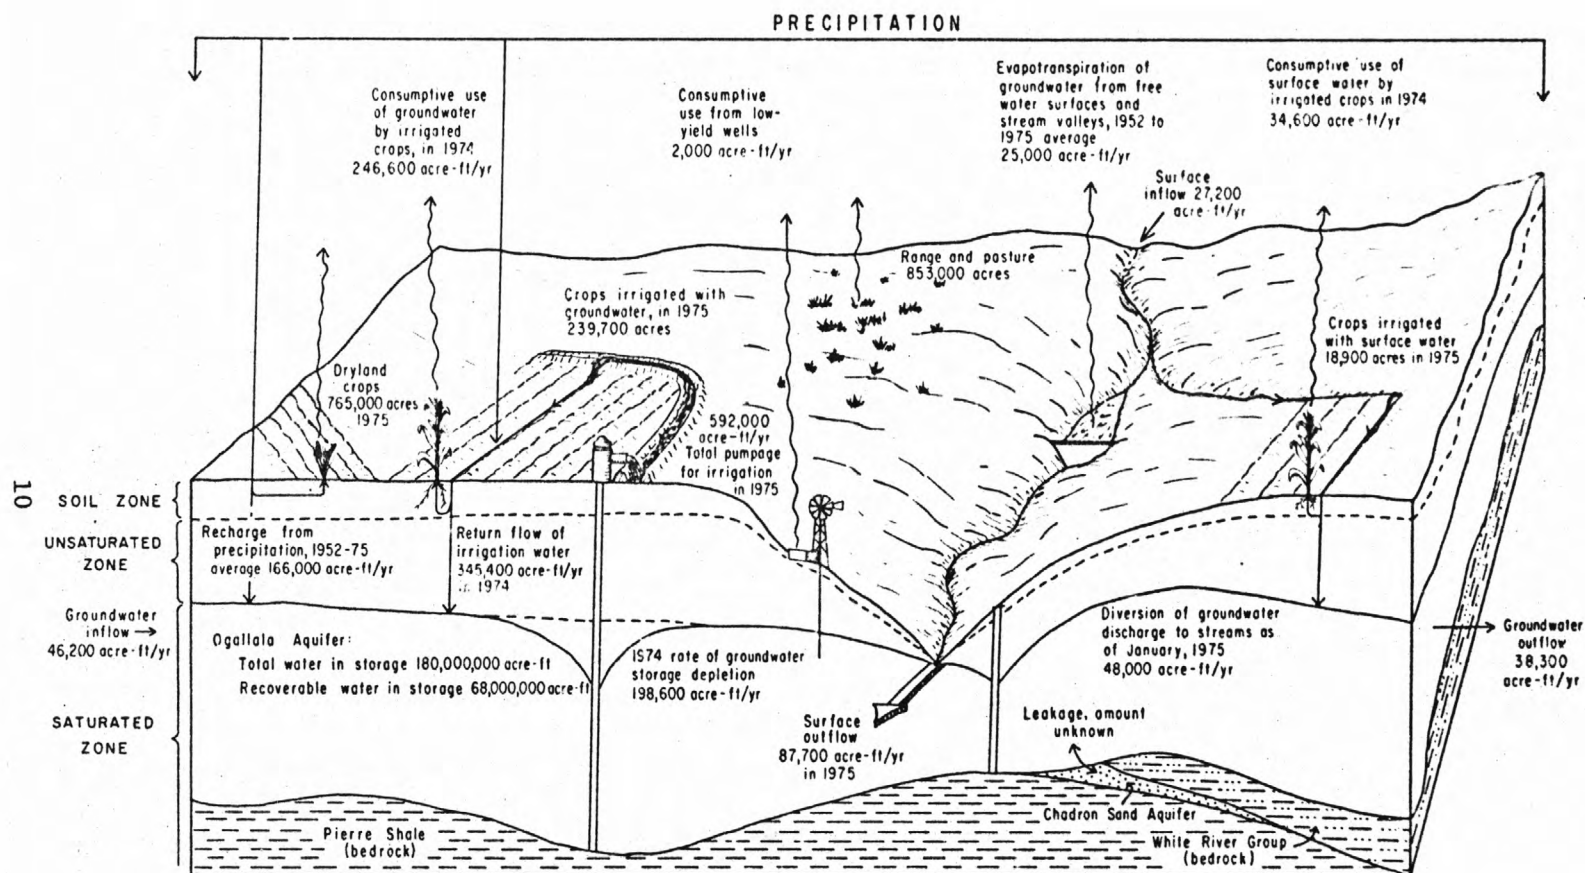 PRECIPITATION
Consumptive use
of groundwater
by irrigated
crops, in 1974
246,600 acre-ft/yr
Consumptive
use from low-
yield wells
2,000 acre-ft/yr
Evapotranspiration of
groundwater from free
water surfaces and
stream valleys, 1952 to
1975 average
25,000 acre-ft/yr
Consumptive use of
surface water by
irrigated crops in 1974
34,600 acre-ft/yr
Surface
inflow 27,200
acre-ft/yr
Range and pasture
853,000 acres
Crops irrigated with
groundwater, in 1975
239,700 acres
Crops irrigated
with surface water
18,900 acres in 1975
Dryland
crops
765,000 acres
1975
592,000
acre-ft/yr
Total pumpage
for irrigation
in 1975
10
SOIL ZONE
UNSATURATED
ZONE
Recharge from
precipitation, 1952-75
average 166,000 acre-ft/yr
Return flow of
irrigation water
345,400 acre-ft/yr
in 1974
Groundwater
inflow →
46,200 acre-ft/yr
Ogallala Aquifer:
Total water in storage 180,000,000 acre-ft
Recoverable water in storage 68,000,000 acre-ft
1974 rate of groundwater
storage depletion
198,600 acre-ft/yr
Diversion of groundwater
discharge to streams as
of January, 1975
48,000 acre-ft/yr
Groundwater
outflow
38,300
acre-ft/yr
SATURATED
ZONE
Surface
outflow
87,700 acre-ft/yr
in 1975
Leakage, amount
unknown
Chadron Sand Aquifer
Pierre Shale
(bedrock)
White River Group
(bedrock)